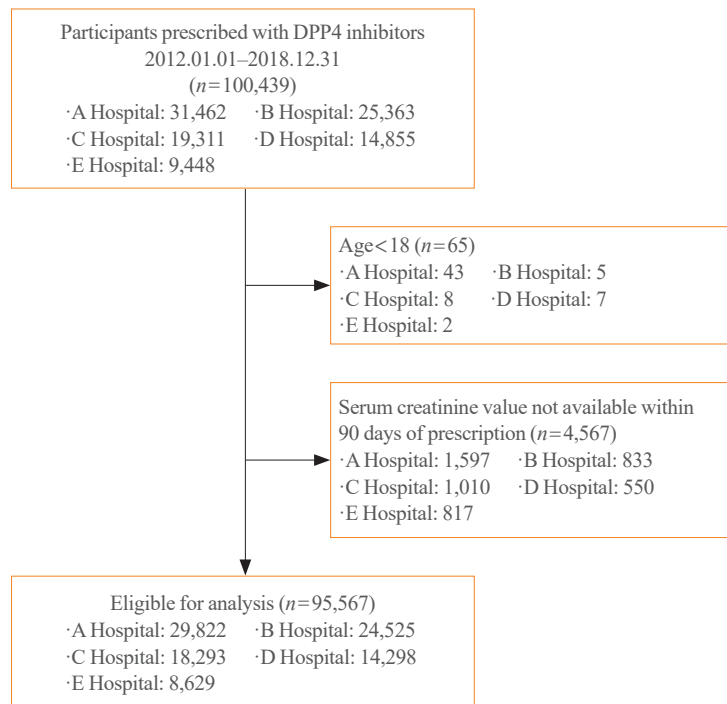 Participants prescribed with DPP4 inhibitors
2012.01.01–2018.12.31
(n=100,439)
·A Hospital: 31,462 ·B Hospital: 25,363
·C Hospital: 19,311 ·D Hospital: 14,855
·E Hospital: 9,448
Age<18 (n=65)
·A Hospital: 43 ·B Hospital: 5
·C Hospital: 8 ·D Hospital: 7
·E Hospital: 2
Serum creatinine value not available within
90 days of prescription (n=4,567)
·A Hospital: 1,597 ·B Hospital: 833
·C Hospital: 1,010 ·D Hospital: 550
·E Hospital: 817
Eligible for analysis (n=95,567)
·A Hospital: 29,822 ·B Hospital: 24,525
·C Hospital: 18,293 ·D Hospital: 14,298
·E Hospital: 8,629